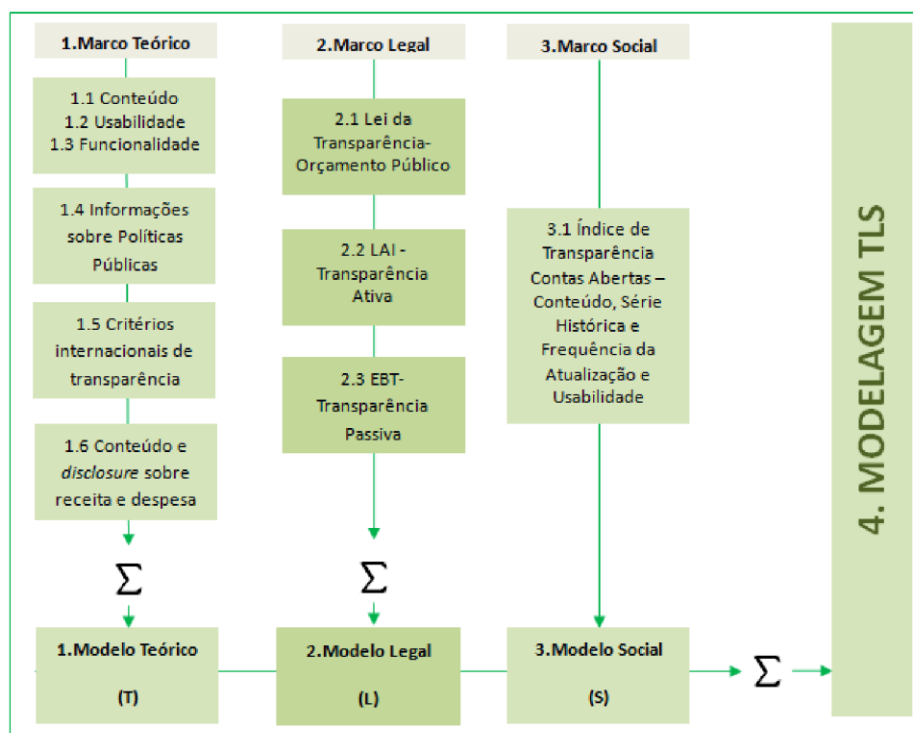 1.Marco Teórico
1.1 Conteúdo
1.2 Usabilidade
1.3 Funcionalidade
1.4 Informações
sobre Políticas
Públicas
1.5 Critérios
internacionais de
transparência
1.6 Conteúdo e
disclosure sobre
receita e despesa
Σ
1.Modelo Teórico
(T)
2.Marco Legal
2.1 Lei da
Transparência-
Orçamento Público
2.2 LAI -
Transparência
Ativa
2.3 EBT-
Transparência
Passiva
Σ
2.Modelo Legal
(L)
3.Marco Social
3.1 Índice de
Transparência
Contas Abertas –
Conteúdo, Série
Histórica e
Frequência da
Atualização e
Usabilidade
3.Modelo Social
(S)
Σ
4. MODELAGEM TLS